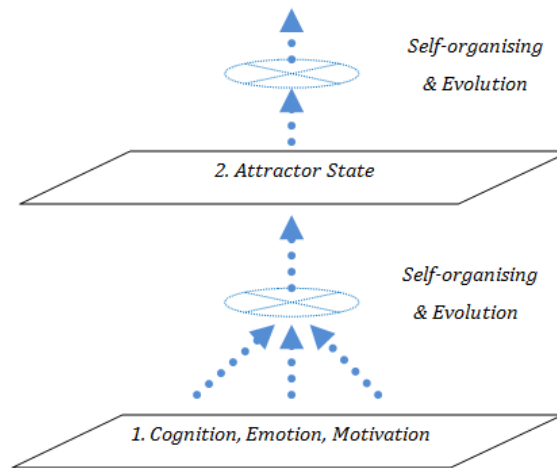 Self-organising
& Evolution
2. Attractor State
Self-organising
& Evolution
1. Cognition, Emotion, Motivation